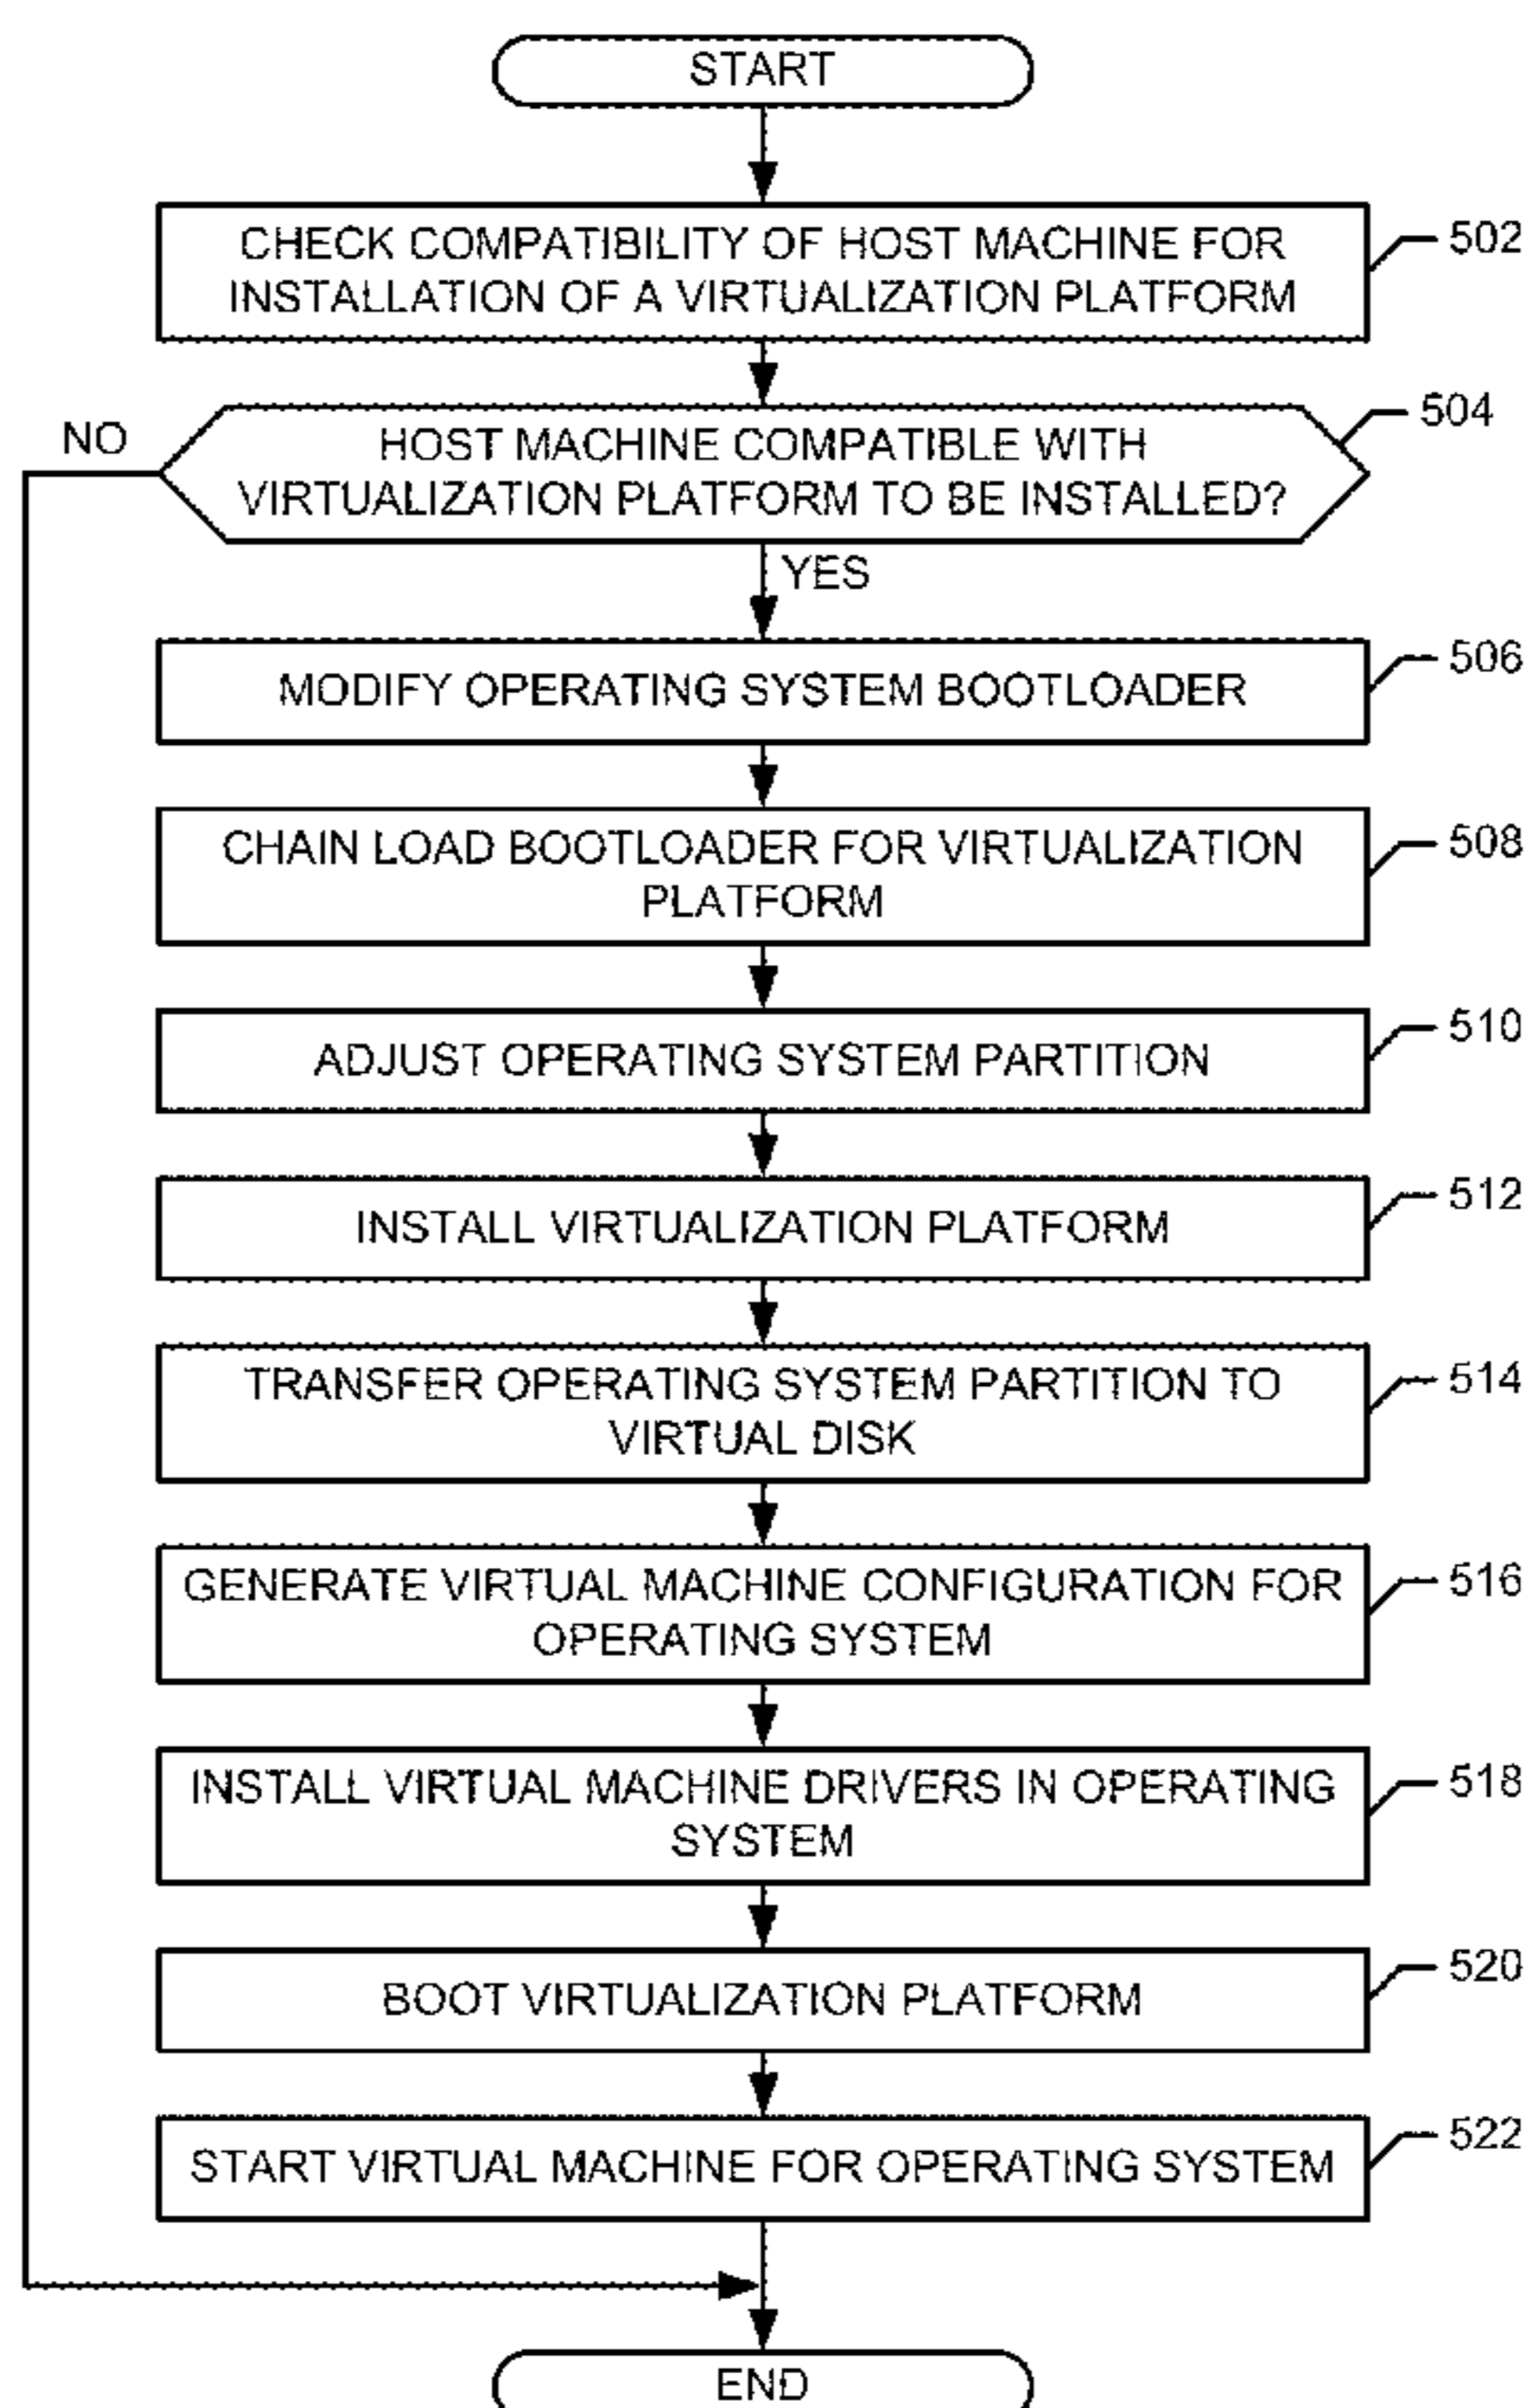 START
CHECK COMPATIBILITY OF HOST MACHINE FOR
INSTALLATION OF A VIRTUALIZATION PLATFORM
502
504
NO
HOST MACHINE COMPATIBLE WITH
VIRTUALIZATION PLATFORM TO BE INSTALLED?
YES
MODIFY OPERATING SYSTEM BOOTLOADER
506
CHAIN LOAD BOOTLOADER FOR VIRTUALIZATION
PLATFORM
508
ADJUST OPERATING SYSTEM PARTITION
510
INSTALL VIRTUALIZATION PLATFORM
512
TRANSFER OPERATING SYSTEM PARTITION TO
VIRTUAL DISK
514
GENERATE VIRTUAL MACHINE CONFIGURATION FOR
OPERATING SYSTEM
516
INSTALL VIRTUAL MACHINE DRIVERS IN OPERATING
SYSTEM
518
BOOT VIRTUALIZATION PLATFORM
520
START VIRTUAL MACHINE FOR OPERATING SYSTEM
522
END